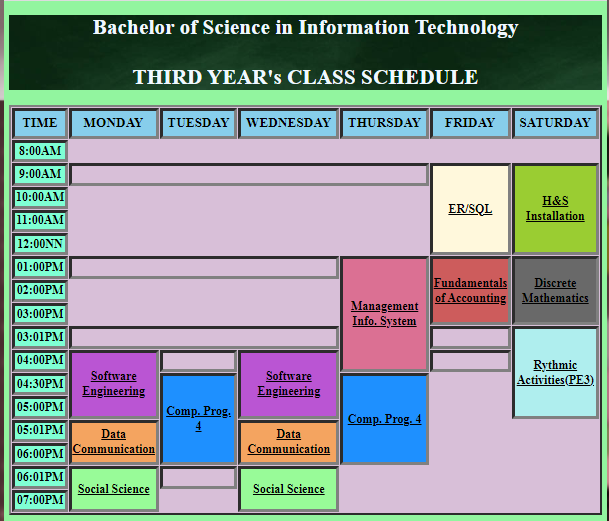 Bachelor of Science in Information Technology
THIRD YEAR's CLASS SCHEDULE
TIME MONDAY TUESDAY WEDNESDAY THURSDAY FRIDAY SATURDAY
8:00AM
9:00AM
10:00AM
ER/SQL
H&S
Installation
11:00AM
12:00NN
01:00PM
02:00PM
Management
Info. System
Fundamentals
of Accounting
Discrete
Mathematics
03:00PM
03:01PM
04:00PM
Software
Engineering
Software
Engineering
Rythmic
Activities(PE3)
04:30PM
Comp. Prog.
4
Comp. Prog. 4
05:00PM
05:01PM
Data
Communication
Data
Communication
06:00PM
06:01PM
Social Science
Social Science
07:00PM